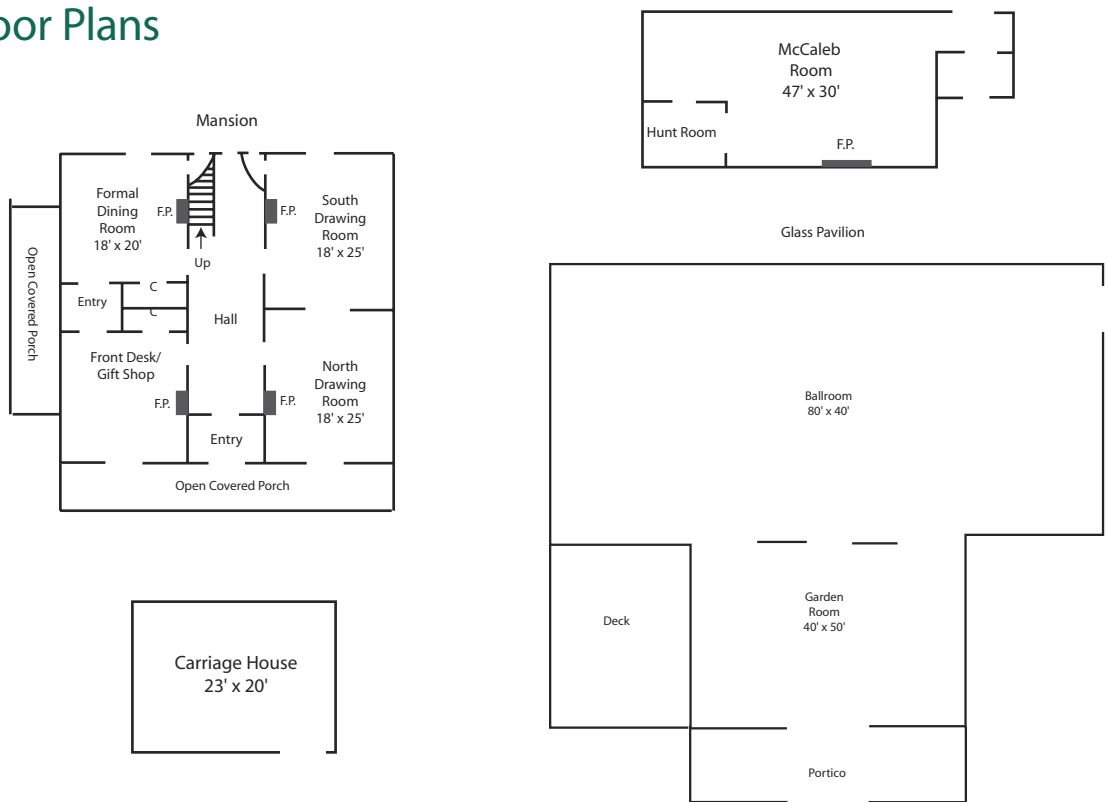 oor Plans
Mansion
Formal
Dining
Room
18' x 20'
F.P.
Up
F.P.
South
Drawing
Room
18' x 25'
Open Covered Porch
Entry
C
C
Hall
Front Desk/
Gift Shop
F.P.
F.P.
North
Drawing
Room
18' x 25'
Entry
Open Covered Porch
Carriage House
23' x 20'
McCaleb
Room
47' x 30'
Hunt Room
F.P.
Glass Pavilion
Ballroom
80' x 40'
Garden
Room
40' x 50'
Deck
Portico